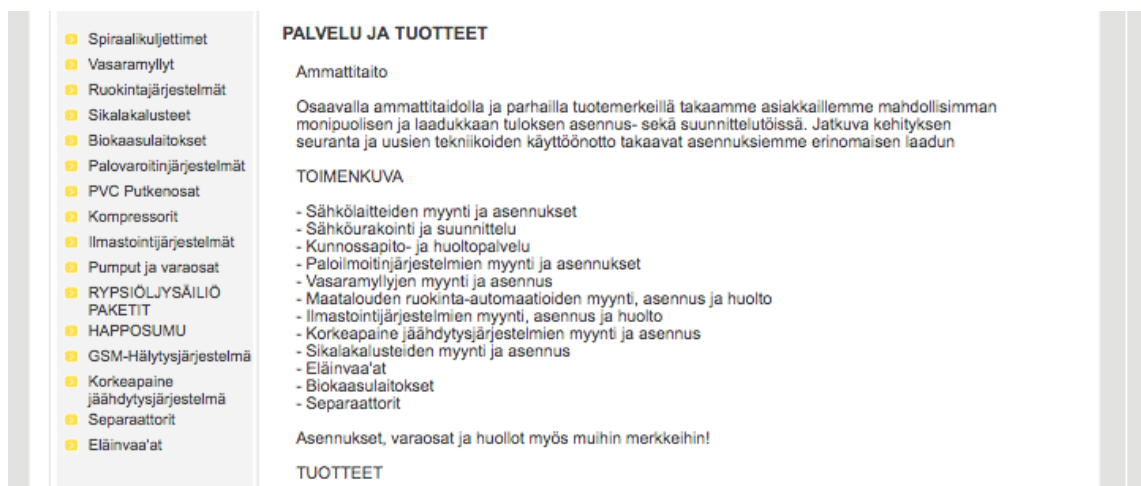 Spiraalikuljettimet
Vasaramyllyt
Ruokintajärjestelmät
Sikalakalusteet
Biokaasulaitokset
Palovaroitinjärjestelmät
PVC Putkenosat
Kompressorit
Ilmastointijärjestelmät
Pumput ja varaosat
RYPSIÖLJYSÄILIÖ
PAKETIT
HAPPOSUMU
GSM-Hälytysjärjestelmä
Korkeapaine
jäähdytysjärjestelmä
Separaattorit
Eläinvaa'at
PALVELU JA TUOTTEET
Ammattitaito
Osaavalla ammattitaidolla ja parhailla tuotemerkeillä takaamme asiakkaillemme mahdollisimman
monipuolisen ja laadukkaan tuloksen asennus- sekä suunnittelutöissä. Jatkuva kehityksen
seuranta ja uusien tekniikoiden käyttöönotto takaavat asennuksiemme erinomaisen laadun
TOIMENKUVA
- Sähkölaitteiden myynti ja asennukset
- Sähköurakointi ja suunnittelu
- Kunnossapito- ja huoltopalvelu
- Paloilmoitinjärjestelmien myynti ja asennukset
- Vasaramyllyjen myynti ja asennus
- Maatalouden ruokinta-automaatioiden myynti, asennus ja huolto
- Ilmastointijärjestelmien myynti, asennus ja huolto
- Korkeapaine jäähdytysjärjestelmien myynti ja asennus
- Sikalakalusteiden myynti ja asennus
- Eläinvaa'at
- Biokaasulaitokset
- Separaattorit
Asennukset, varaosat ja huollot myös muihin merkkeihin!
TUOTTEET